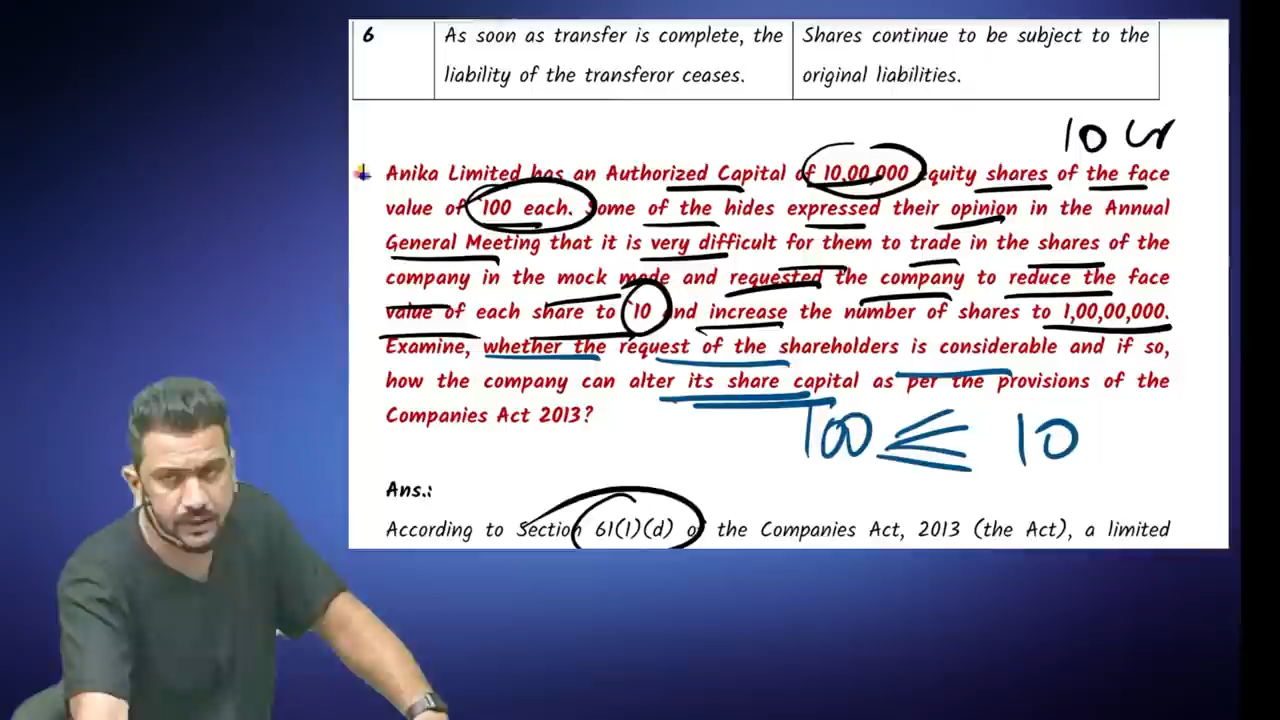 6 As soon as transfer is complete, the Shares continue to be subject to the
liability of the transferor ceases. original liabilities.
10 Cr
Anika Limited has an Authorized Capital of 10,00,000 equity shares of the face
value of 100 each. Some of the hides expressed their opinion in the Annual
General Meeting that it is very difficult for them to trade in the shares of the
company in the mock mode and requested the company to reduce the face
value of each share to `10 and increase the number of shares to 1,00,00,000.
Examine, whether the request of the shareholders is considerable and if so,
how the company can alter its share capital as per the provisions of the
Companies Act 2013?
100 10
Ans.:
According to Section 61(1)(d) of the Companies Act, 2013 (the Act), a limited